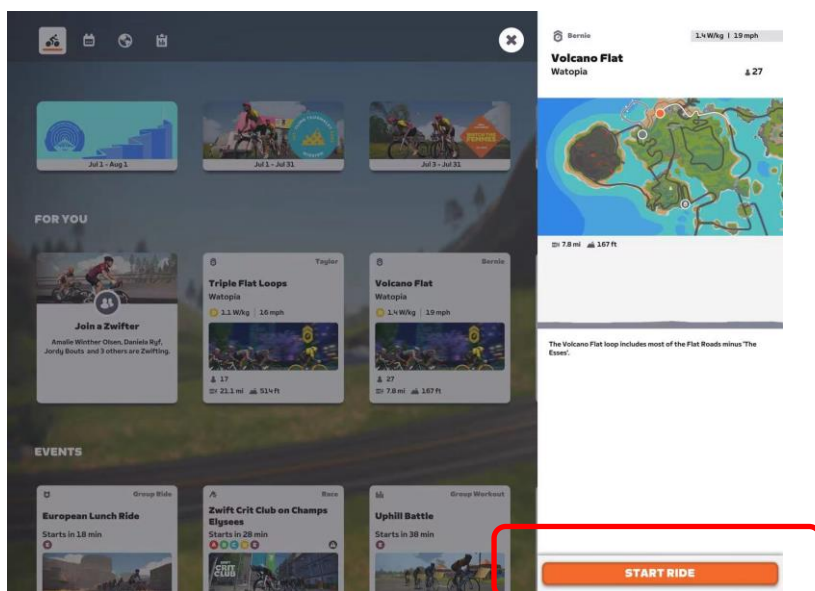 Jul 1 - Aug 1
Jul 1 - Jul 31
Jul 3 - Jul 31
FOR YOU
Join a Zwifter
Amalie Winther Olsen, Daniela Ryf,
Jordy Bouts and 3 others are Zwifting.
Taylor
Triple Flat Loops
Watopia
1.1 W/kg | 16 mph
17
21.1 mi 514 ft
Bernie
Volcano Flat
Watopia
1.4 W/kg | 19 mph
27
7.8 mi 167 ft
EVENTS
Group Ride
European Lunch Ride
Starts in 18 min
E
Race
Zwift Crit Club on Champs
Elysees
Starts in 28 min
A B C D E
CRIT
CLUB
Group Workout
Uphill Battle
Starts in 38 min
E
Bernie
1.4 W/kg | 19 mph
Volcano Flat
Watopia
27
7.8 mi 167 ft
The Volcano Flat loop includes most of the Flat Roads minus 'The
Esses'.
START RIDE